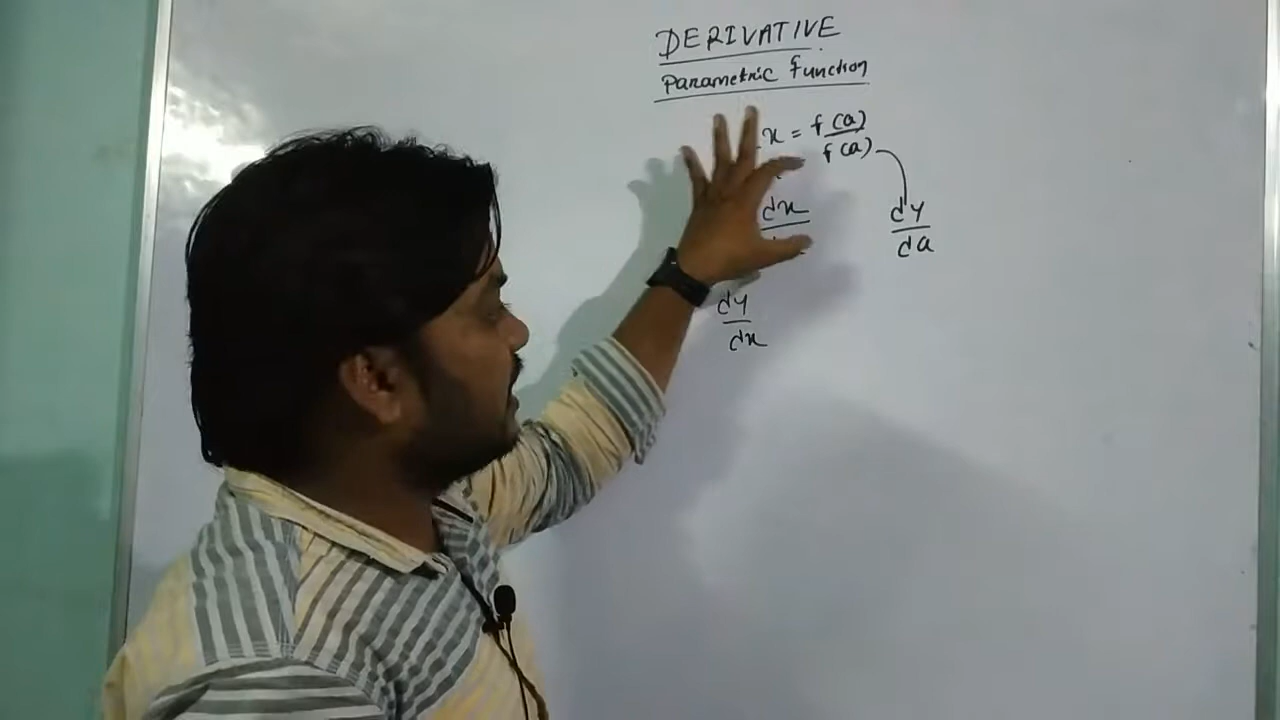 DERIVATIVE
Parametric function
x = f(a)
f(a)
dx dy
da
dy
dx